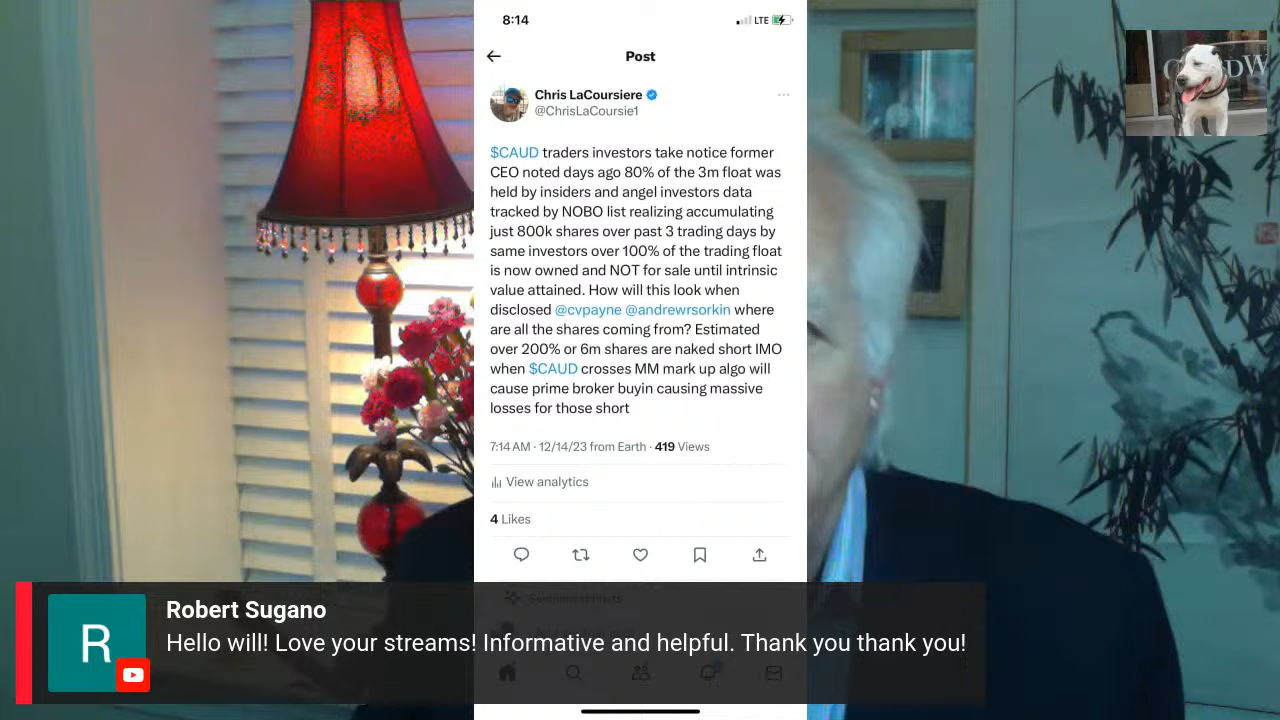 8:14
LTE
Post
Chris LaCoursiere
@ChrisLaCoursie1
$CAUD traders investors take notice former
CEO noted days ago 80% of the 3m float was
held by insiders and angel investors data
tracked by NOBO list realizing accumulating
just 800k shares over past 3 trading days by
same investors over 100% of the trading float
is now owned and NOT for sale until intrinsic
value attained. How will this look when
disclosed @cvpayne @andrewrsorkin where
are all the shares coming from? Estimated
over 200% or 6m shares are naked short IMO
when $CAUD crosses MM mark up algo will
cause prime broker buyin causing massive
losses for those short
7:14 AM · 12/14/23 from Earth · 419 Views
View analytics
4 Likes
R
Robert Sugano
Hello will! Love your streams! Informative and helpful. Thank you thank you!